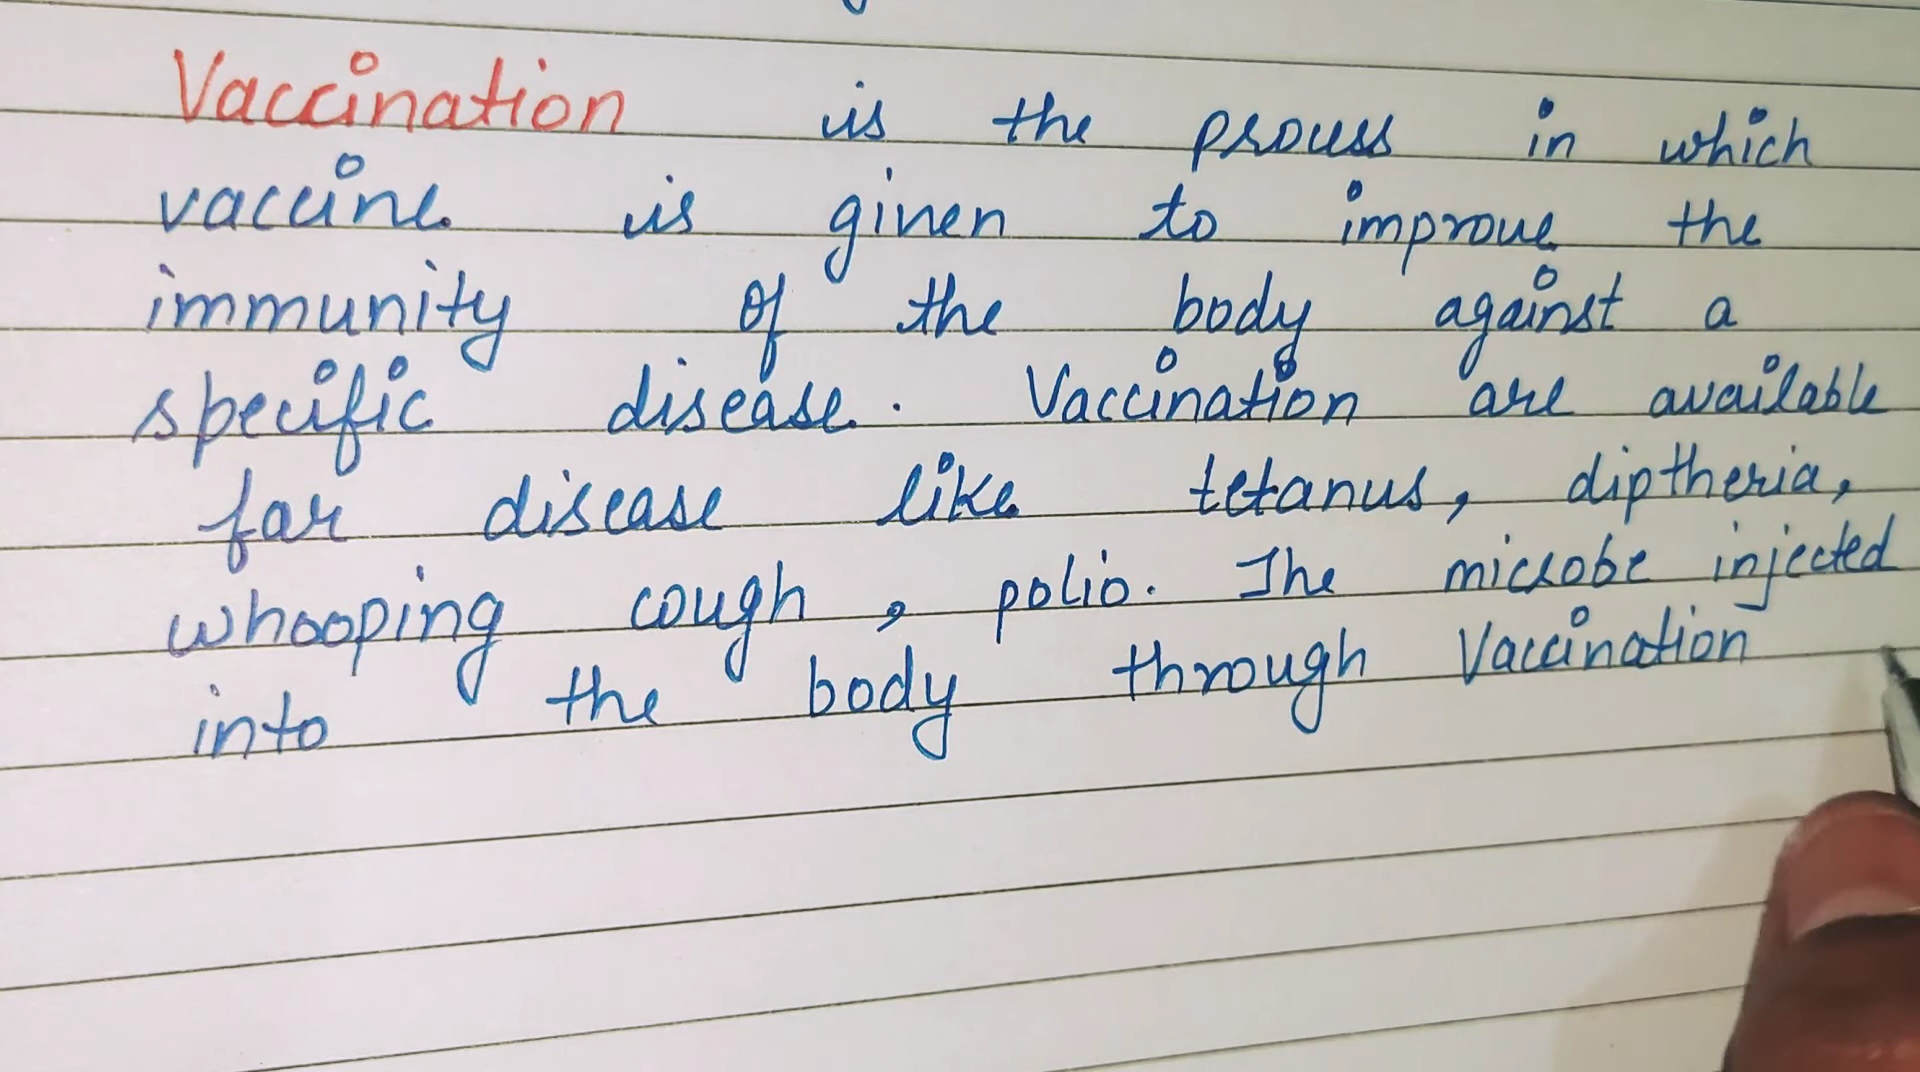 Vaccination is the process in which
vaccine is given to improve the
immunity of the body against a
specific disease. Vaccination are available
for disease like tetanus, diptheria,
whooping cough, polio. The microbe injected
into the body through Vaccination